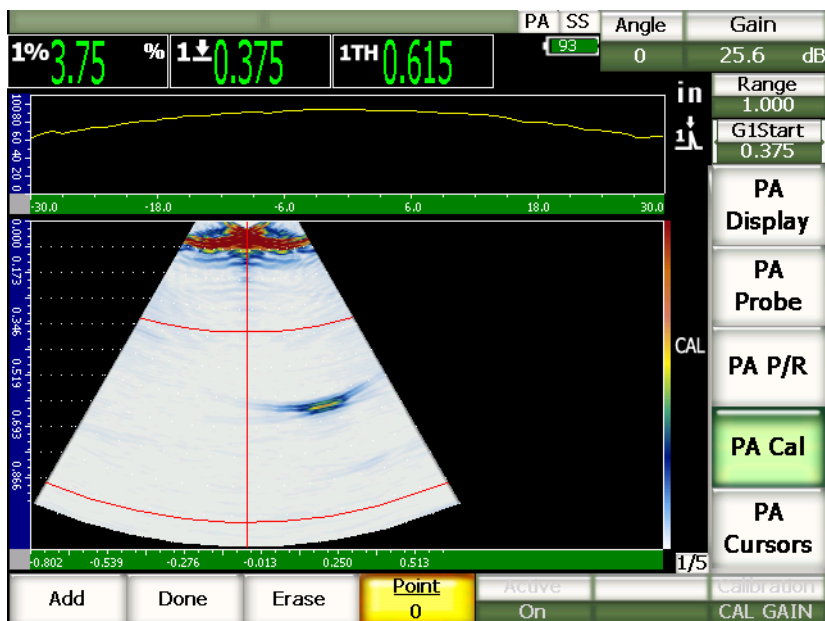 PA SS
Angle
Gain
93
0
25.6 dB
1% 3.75 %
1 0.375
1TH 0.615
in
Range
1.000
1
G1Start
0.375
100 80 60 40 20 0
-30.0 -18.0 -6.0 6.0 18.0 30.0
PA
Display
PA
Probe
PA P/R
PA Cal
PA
Cursors
0.000 0.173 0.346 0.519 0.693 0.866
CAL
-0.802 -0.539 -0.276 -0.013 0.250 0.513
1/5
Add
Done
Erase
Point
0
Active
On
Calibration
CAL GAIN